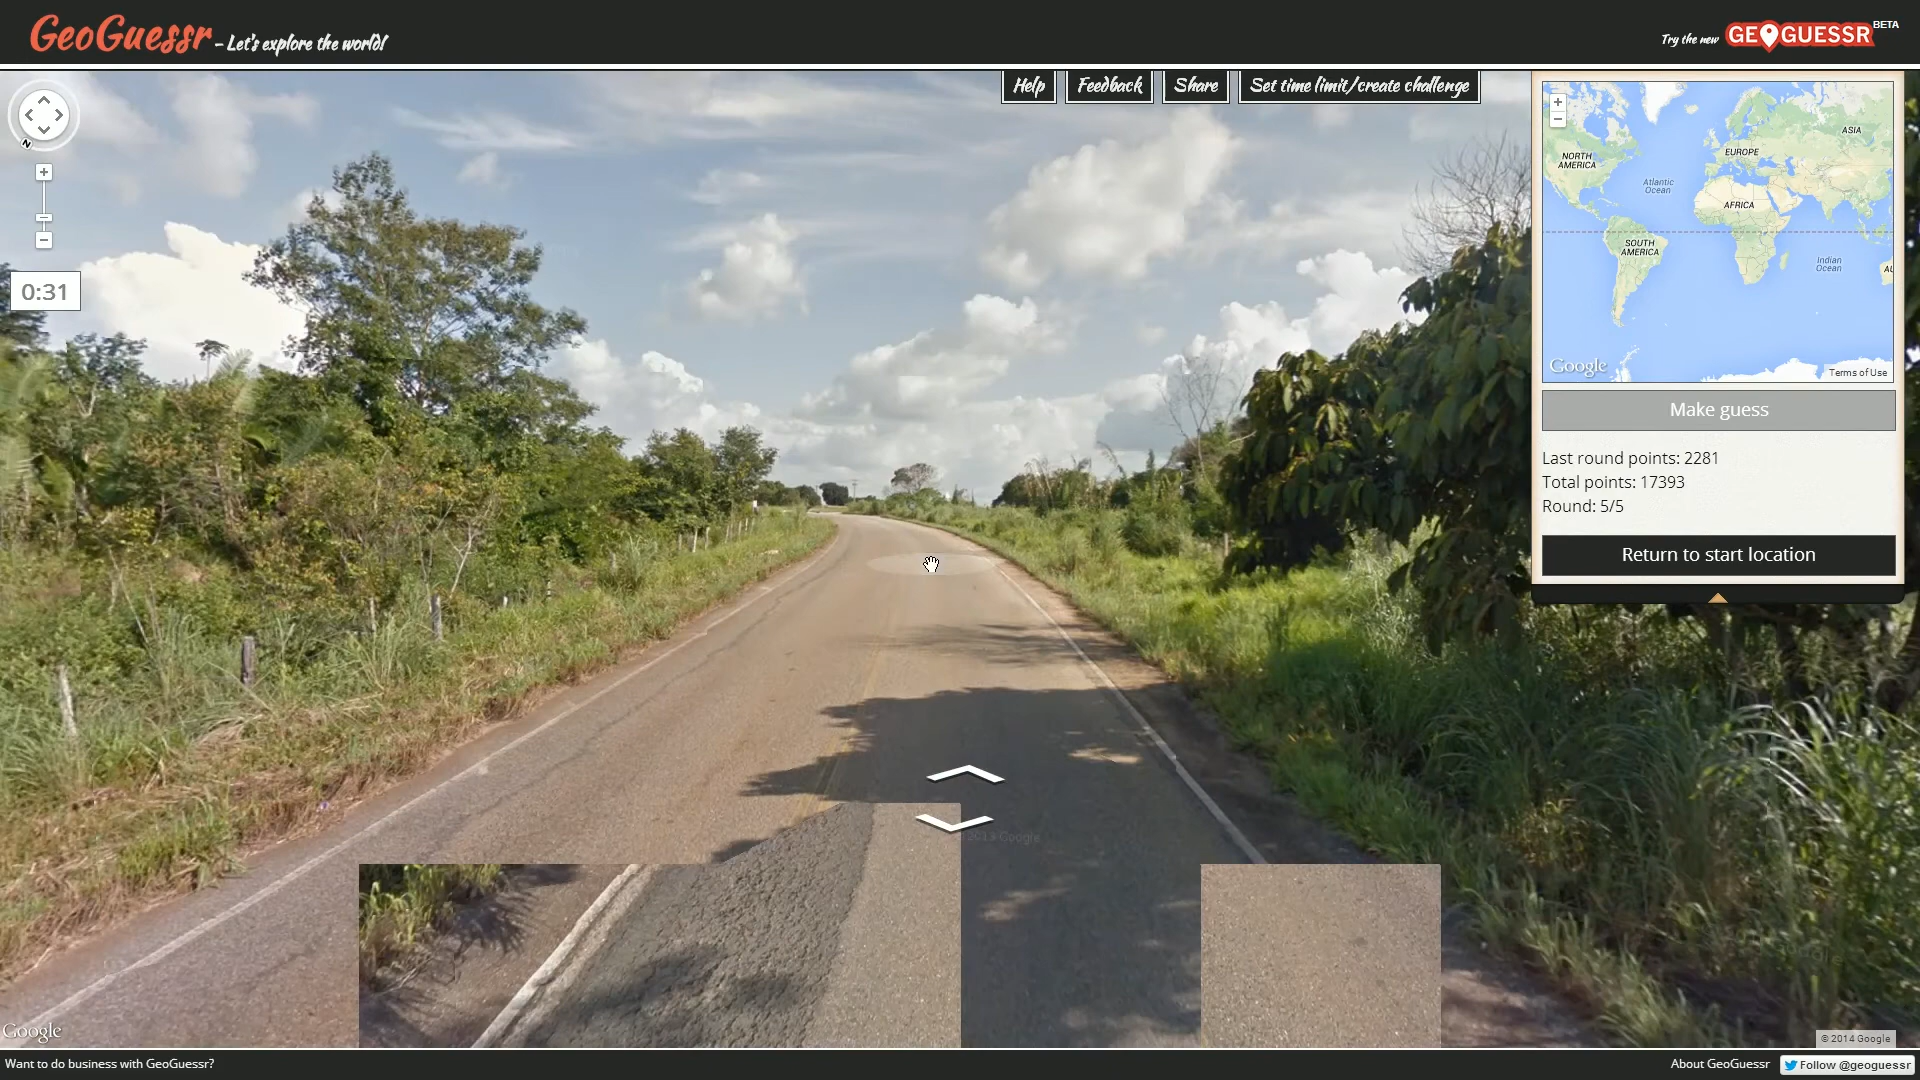 GeoGuessr - Let's explore the world!
Try the new GEOGUESSR BETA
Help
Feedback
Share
Set time limit/create challenge
N
+
-
0:31
+
-
NORTH AMERICA
Atlantic Ocean
EUROPE
ASIA
AFRICA
SOUTH AMERICA
Indian Ocean
AU
Google
Terms of Use
Make guess
Last round points: 2281
Total points: 17393
Round: 5/5
Return to start location
2013 Google
Google
© 2014 Google
Want to do business with GeoGuessr?
About GeoGuessr
Follow @geoguessr